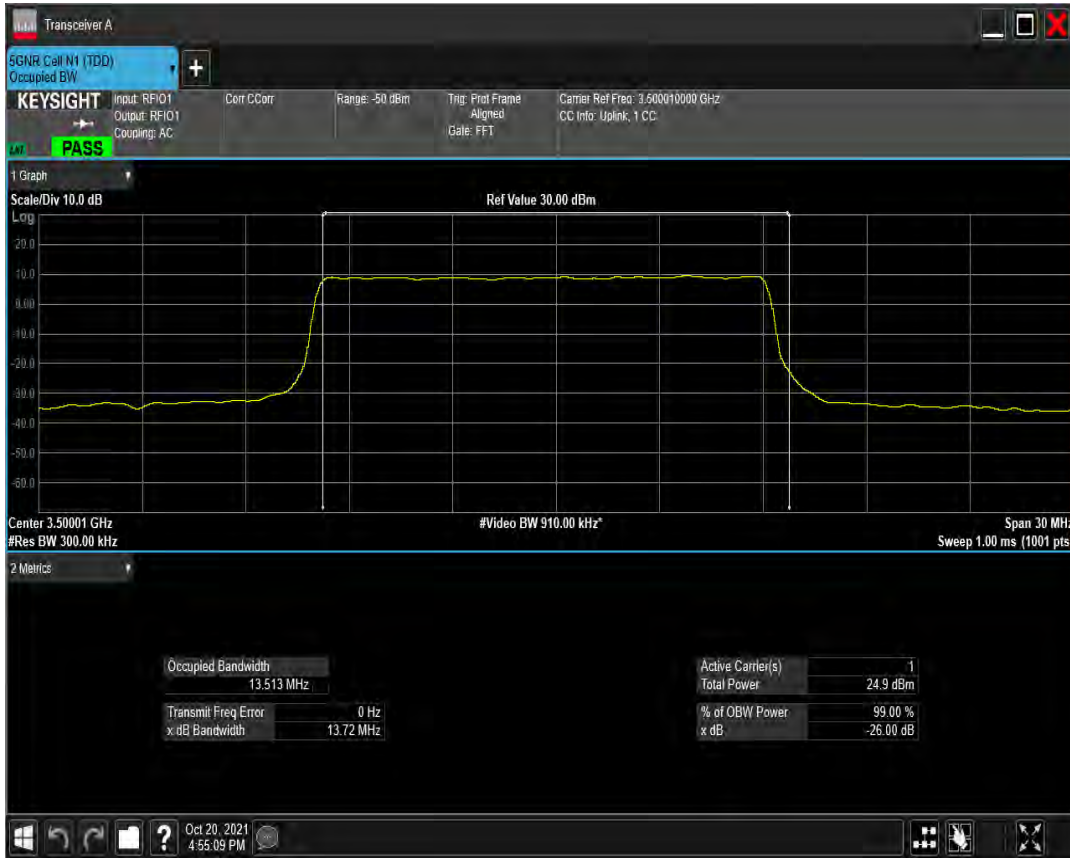 Transceiver A
5GNR Cell N1 (TDD)
Occupied BW
KEYSIGHT
Input: RFIO1
Output: RFIO1
Coupling: AC
Corr CCorr
Range: -50 dBm
Trig: Prot Frame
Aligned
Gate: FFT
Carrier Ref Freq: 3.500010000 GHz
CC Info: Uplink, 1 CC
PASS
1 Graph
Scale/Div 10.0 dB
Ref Value 30.00 dBm
Log
20.0
10.0
0.00
-10.0
-20.0
-30.0
-40.0
-50.0
-60.0
Center 3.50001 GHz
#Video BW 910.00 kHz*
Span 30 MHz
#Res BW 300.00 kHz
Sweep 1.00 ms (1001 pts
2 Metrics
Occupied Bandwidth
13.513 MHz
Transmit Freq Error 0 Hz
x dB Bandwidth 13.72 MHz
Active Carrier(s) 1
Total Power 24.9 dBm
% of OBW Power 99.00 %
x dB -26.00 dB
?
Oct 20, 2021
4:55:09 PM